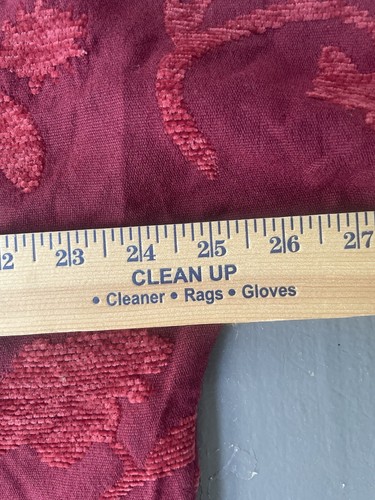 2 23 24 25 26 27
CLEAN UP
• Cleaner • Rags • Gloves